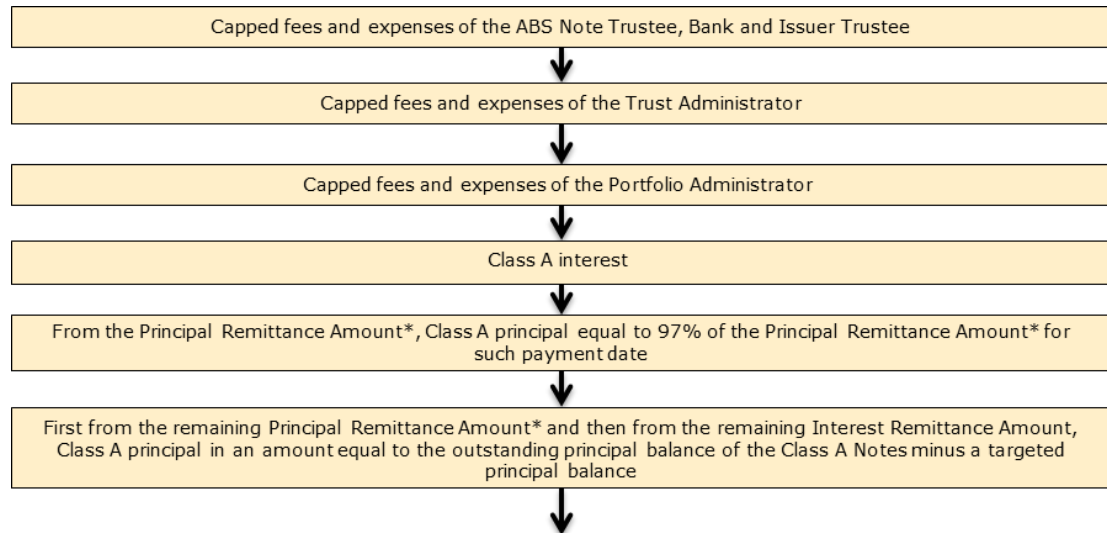 Capped fees and expenses of the ABS Note Trustee, Bank and Issuer Trustee
Capped fees and expenses of the Trust Administrator
Capped fees and expenses of the Portfolio Administrator
Class A interest
From the Principal Remittance Amount*, Class A principal equal to 97% of the Principal Remittance Amount* for
such payment date
First from the remaining Principal Remittance Amount* and then from the remaining Interest Remittance Amount,
Class A principal in an amount equal to the outstanding principal balance of the Class A Notes minus a targeted
principal balance